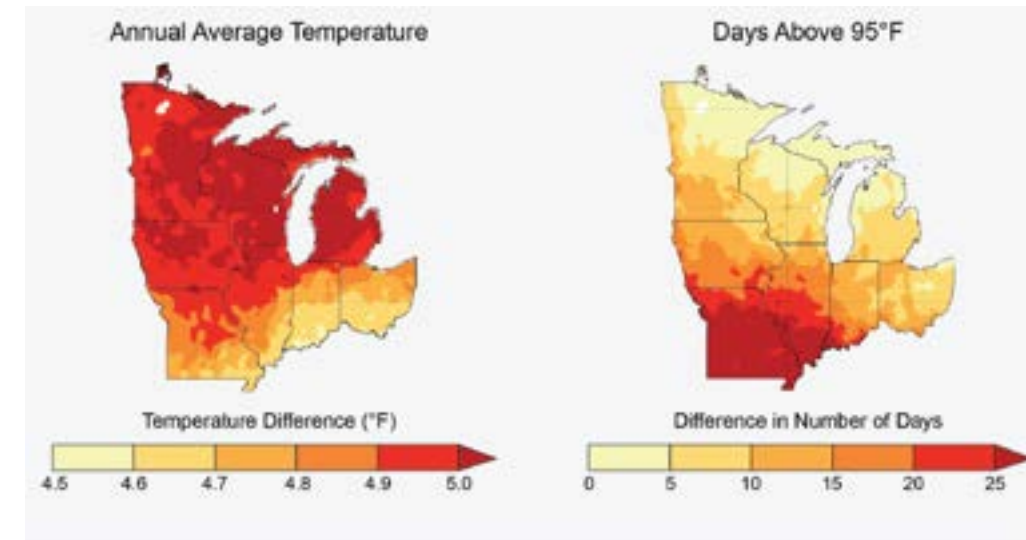 Annual Average Temperature
Days Above 95°F
Temperature Difference (°F)
4.5 4.6 4.7 4.8 4.9 5.0
Difference in Number of Days
0 5 10 15 20 25